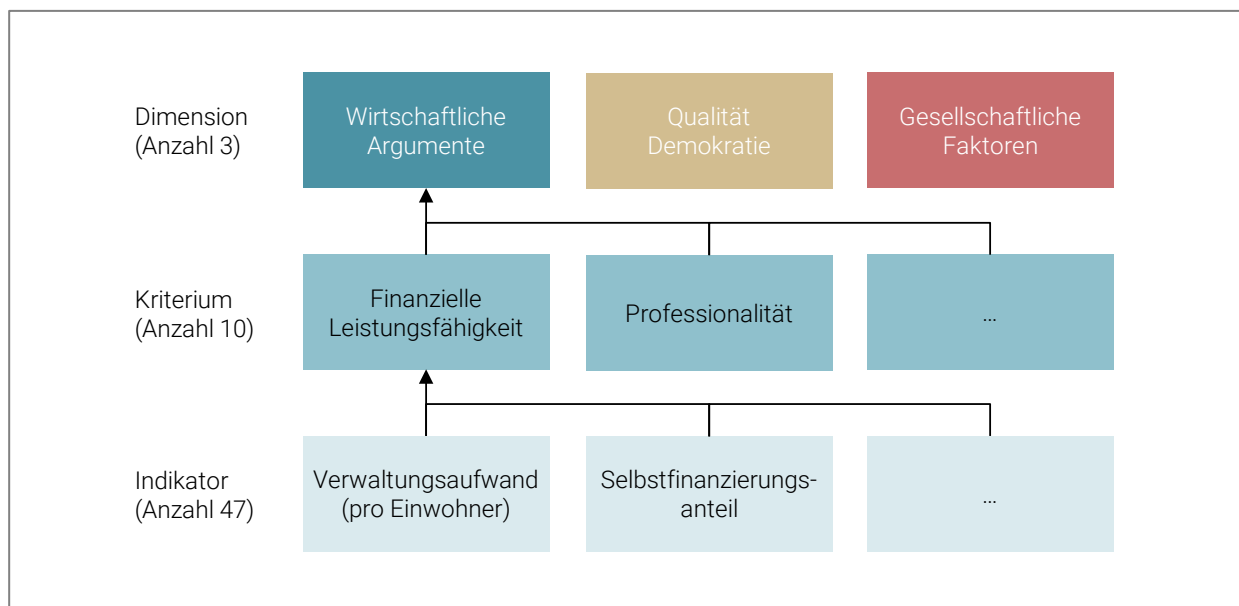 Dimension
(Anzahl 3)
Wirtschaftliche
Argumente
Qualität
Demokratie
Gesellschaftliche
Faktoren
Kriterium
(Anzahl 10)
Finanzielle
Leistungsfähigkeit
Professionalität
...
Indikator
(Anzahl 47)
Verwaltungsaufwand
(pro Einwohner)
Selbstfinanzierungs-
anteil
...